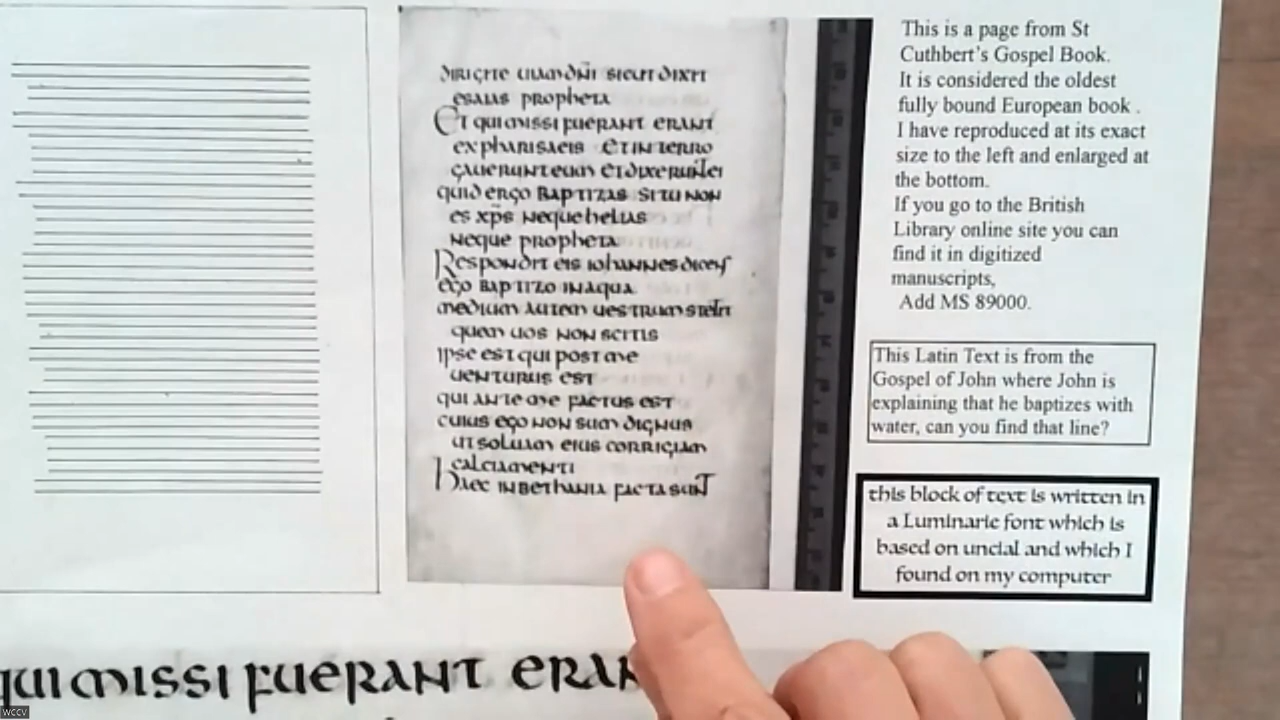 dirigite uiam dn̄i sicut dixit
esaias propheta
Et qui missi fuerant erant
ex pharisaeis et interro
gauerunt eum et dixerunt ei
quid ergo baptizas si tu non
es xp̄s neque helias
neque propheta
Respondit eis iohannes dicens
ego baptizo in aqua
medium autem uestrum stetit
quem uos non scitis
ipse est qui post me
uenturus est
qui ante me factus est
cuius ego non sum dignus
ut soluam eius corrigiam
calciamenti
haec in bethania facta sunt
This is a page from St
Cuthbert's Gospel Book.
It is considered the oldest
fully bound European book .
I have reproduced at its exact
size to the left and enlarged at
the bottom.
If you go to the British
Library online site you can
find it in digitized
manuscripts,
Add MS 89000.
This Latin Text is from the
Gospel of John where John is
explaining that he baptizes with
water, can you find that line?
this block of text is written in
a Luminarie font which is
based on uncial and which I
found on my computer
qui missi fuerant eran
wccv